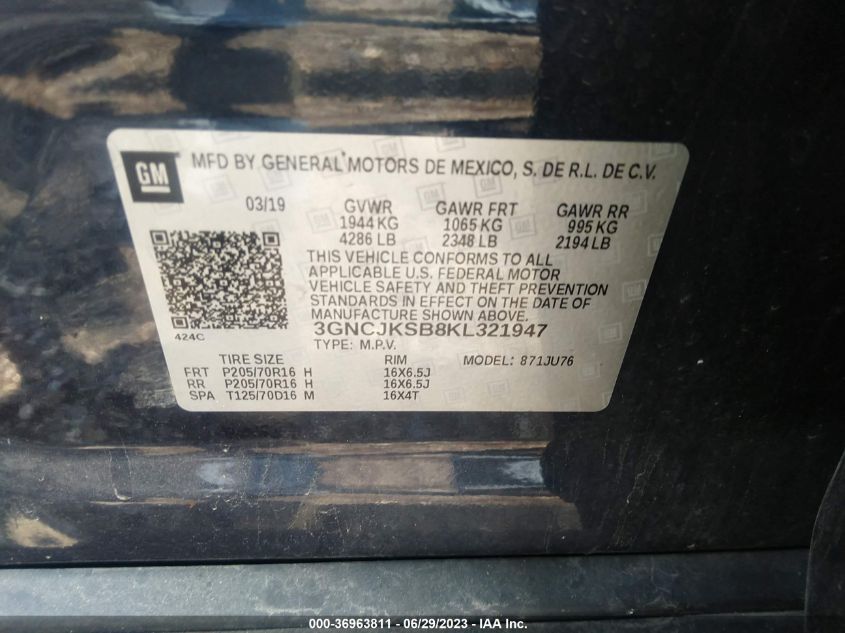 GM
MFD BY GENERAL MOTORS DE MEXICO, S. DE R.L. DE C.V.
03/19 GVWR GAWR FRT GAWR RR
1944 KG 1065 KG 995 KG
4286 LB 2348 LB 2194 LB
THIS VEHICLE CONFORMS TO ALL
APPLICABLE U.S. FEDERAL MOTOR
VEHICLE SAFETY AND THEFT PREVENTION
STANDARDS IN EFFECT ON THE DATE OF
MANUFACTURE SHOWN ABOVE.
424C
3GNCJKSB8KL321947
TYPE: M.P.V.
TIRE SIZE RIM MODEL: 871JU76
FRT P205/70R16 H 16X6.5J
RR P205/70R16 H 16X6.5J
SPA T125/70D16 M 16X4T
000-36963811 - 06/29/2023 - IAA Inc.